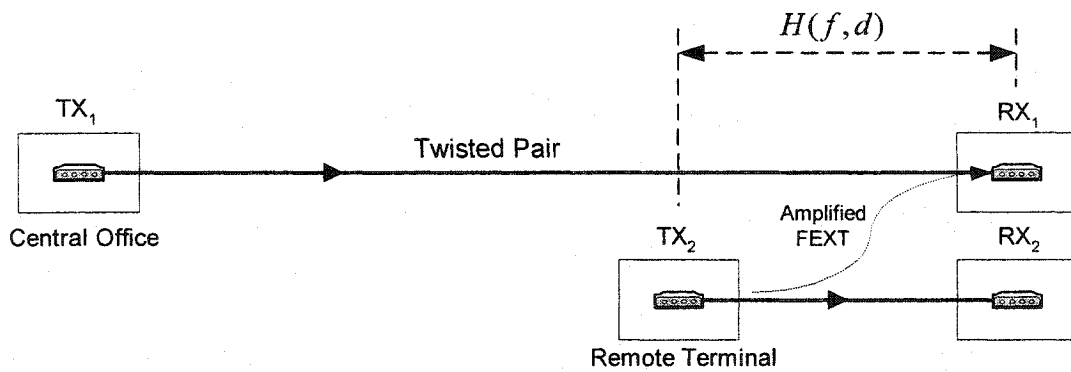 H(f,d)
TX₁
RX₁
Twisted Pair
Central Office
Amplified
FEXT
TX₂
RX₂
Remote Terminal